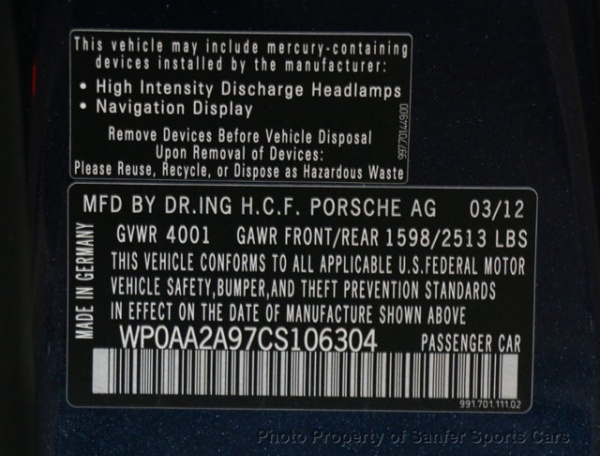 This vehicle may include mercury-containing
devices installed by the manufacturer:
• High Intensity Discharge Headlamps
• Navigation Display
Remove Devices Before Vehicle Disposal
Upon Removal of Devices:
Please Reuse, Recycle, or Dispose as Hazardous Waste
997.701.449.00
MFD BY DR.ING H.C.F. PORSCHE AG 03/12
GVWR 4001 GAWR FRONT/REAR 1598/2513 LBS
THIS VEHICLE CONFORMS TO ALL APPLICABLE U.S.FEDERAL MOTOR
VEHICLE SAFETY,BUMPER,AND THEFT PREVENTION STANDARDS
IN EFFECT ON THE DATE OF MANUFACTURE SHOWN ABOVE
WP0AA2A97CS106304 PASSENGER CAR
MADE IN GERMANY
991.701.111.02
Photo Property of Sanfer Sports Cars